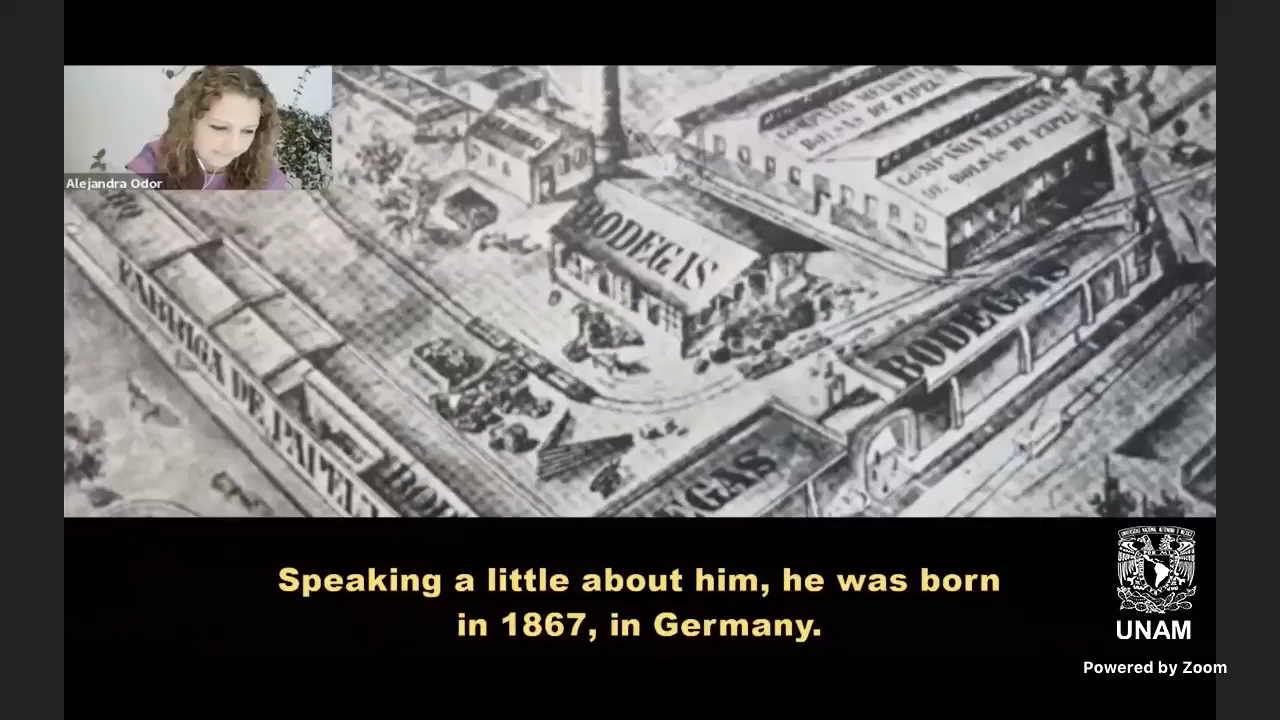 Alejandra Odor
COMPAÑIA MEXICANA
BOLSAS DE PAPEL
COMPAÑIA MEXICANA
DE BOLSAS DE PAPEL
BODEGAS
BODEGAS
FABRICA DE PAPEL
Speaking a little about him, he was born
in 1867, in Germany.
UNAM
Powered by Zoom